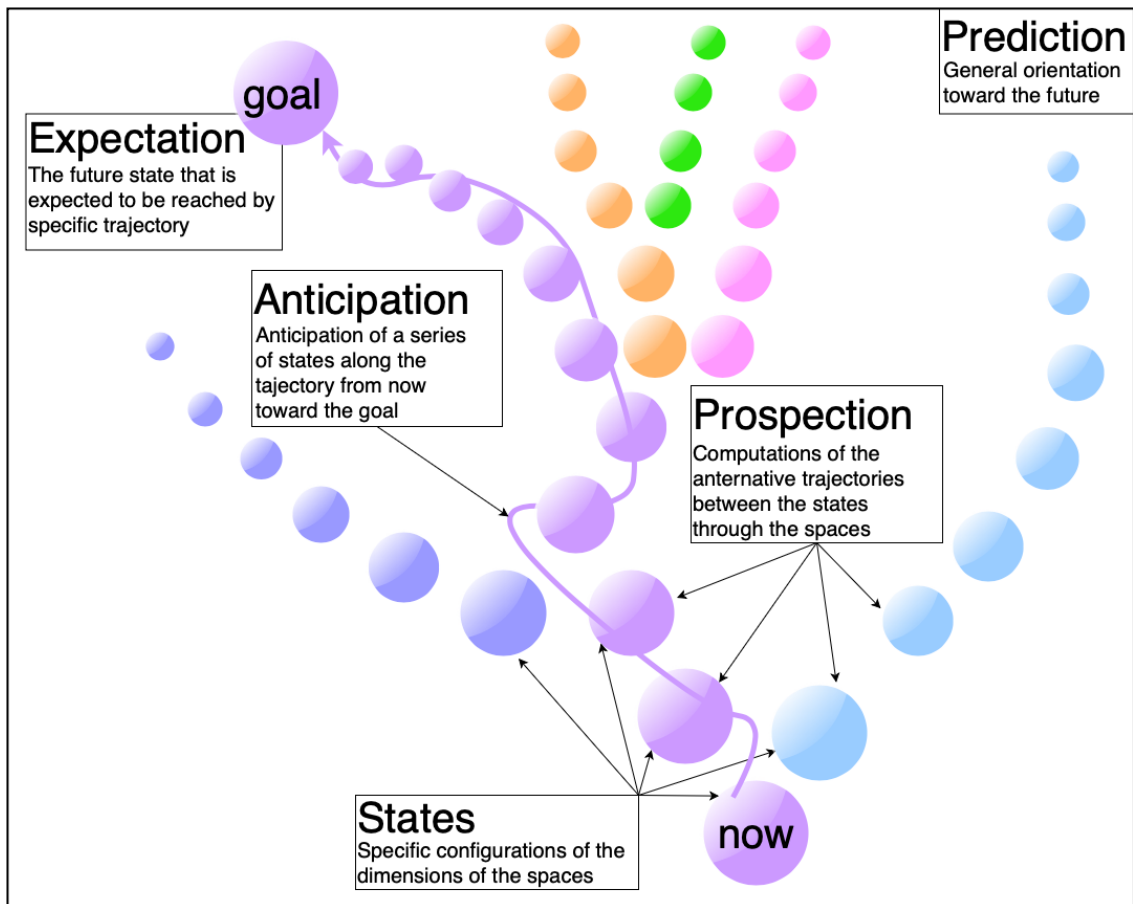 Prediction
General orientation
toward the future
goal
Expectation
The future state that is
expected to be reached by
specific trajectory
Anticipation
Anticipation of a series
of states along the
tajectory from now
toward the goal
Prospection
Computations of the
anternative trajectories
between the states
through the spaces
States
Specific configurations of the
dimensions of the spaces
now